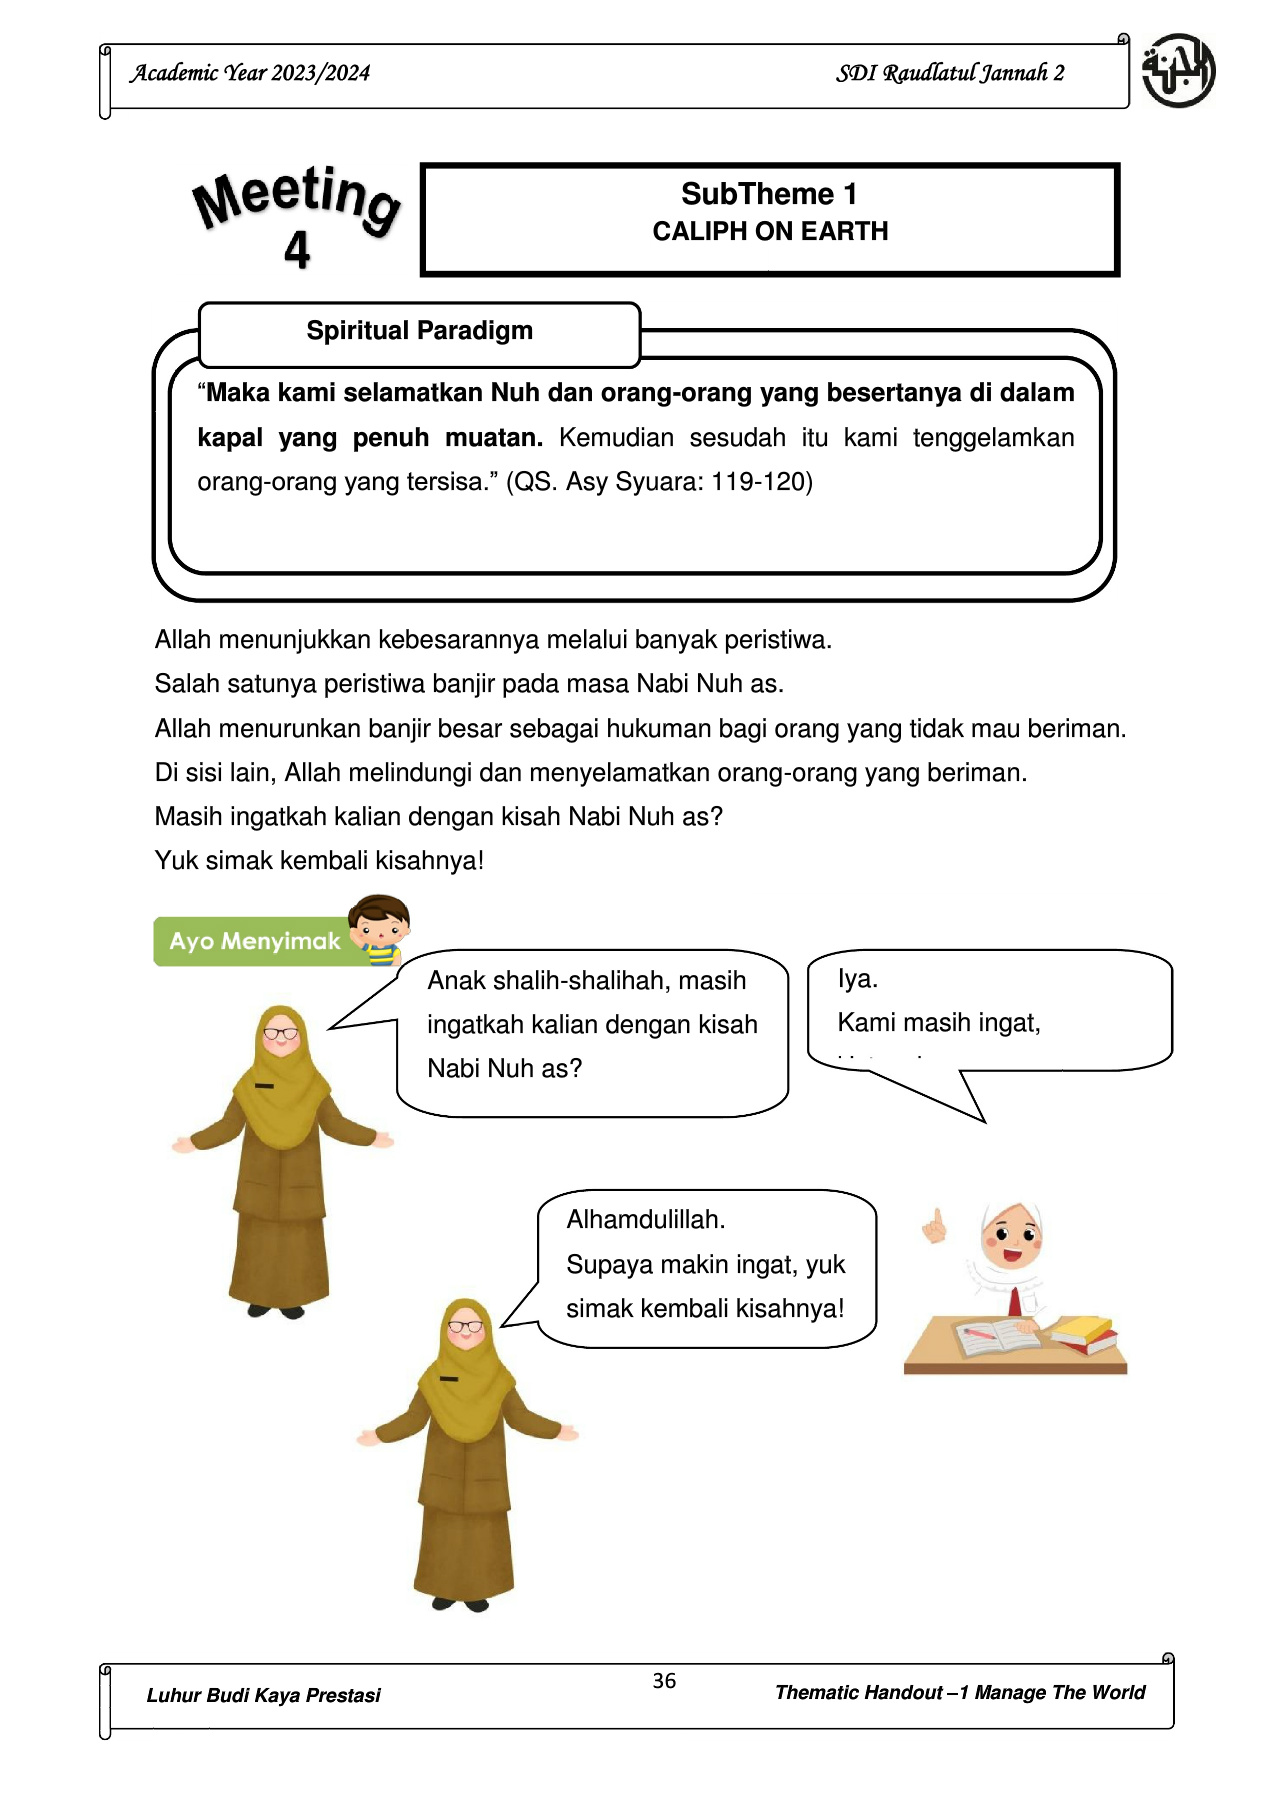 Academic Year 2023/2024
SDI Raudlatul Jannah 2
Meeting
4
SubTheme 1
CALIPH ON EARTH
Spiritual Paradigm
“Maka kami selamatkan Nuh dan orang-orang yang besertanya di dalam
kapal yang penuh muatan. Kemudian sesudah itu kami tenggelamkan
orang-orang yang tersisa.” (QS. Asy Syuara: 119-120)
Allah menunjukkan kebesarannya melalui banyak peristiwa.
Salah satunya peristiwa banjir pada masa Nabi Nuh as.
Allah menurunkan banjir besar sebagai hukuman bagi orang yang tidak mau beriman.
Di sisi lain, Allah melindungi dan menyelamatkan orang-orang yang beriman.
Masih ingatkah kalian dengan kisah Nabi Nuh as?
Yuk simak kembali kisahnya!
Ayo Menyimak
Anak shalih-shalihah, masih
ingatkah kalian dengan kisah
Nabi Nuh as?
Iya.
Kami masih ingat,
Alhamdulillah.
Supaya makin ingat, yuk
simak kembali kisahnya!
36
Luhur Budi Kaya Prestasi
Thematic Handout –1 Manage The World